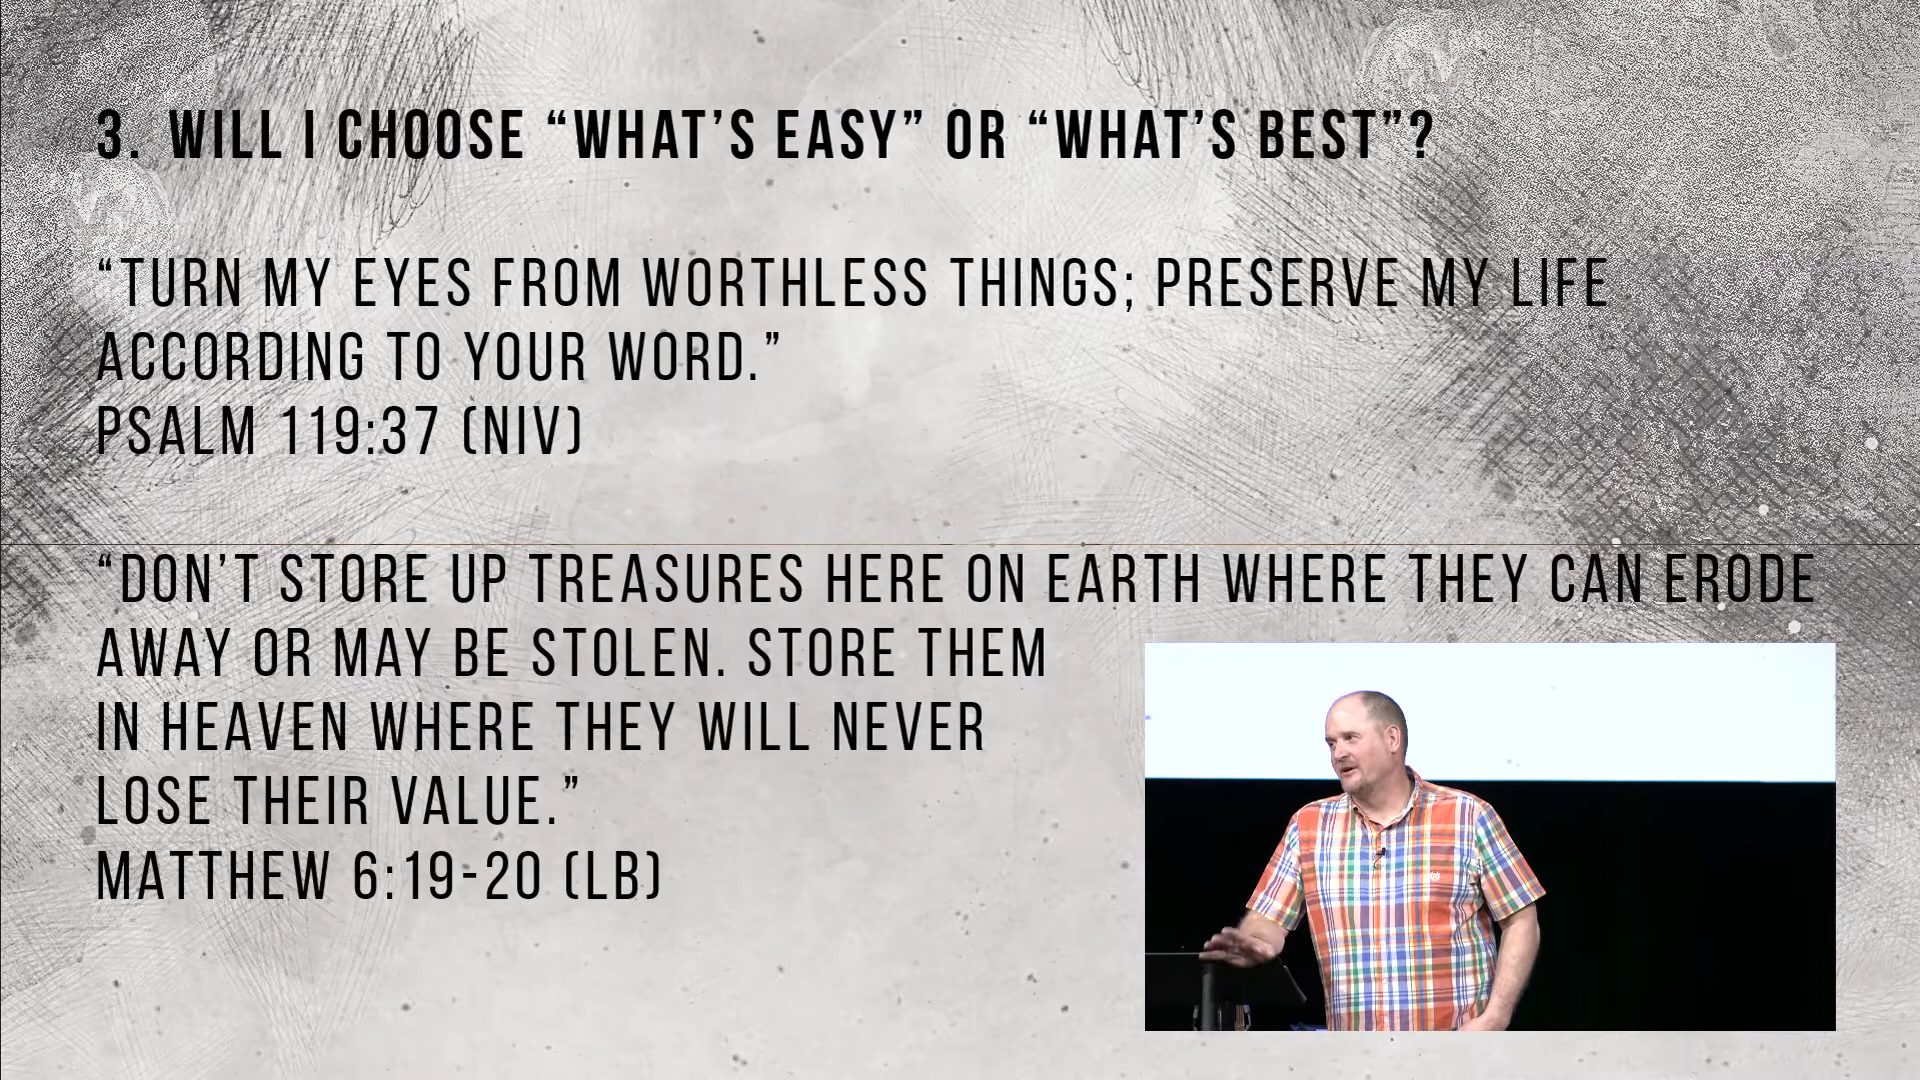 3. WILL I CHOOSE “WHAT’S EASY” OR “WHAT’S BEST”?
“TURN MY EYES FROM WORTHLESS THINGS; PRESERVE MY LIFE
ACCORDING TO YOUR WORD.”
PSALM 119:37 (NIV)
“DON’T STORE UP TREASURES HERE ON EARTH WHERE THEY CAN ERODE
AWAY OR MAY BE STOLEN. STORE THEM
IN HEAVEN WHERE THEY WILL NEVER
LOSE THEIR VALUE.”
MATTHEW 6:19-20 (LB)